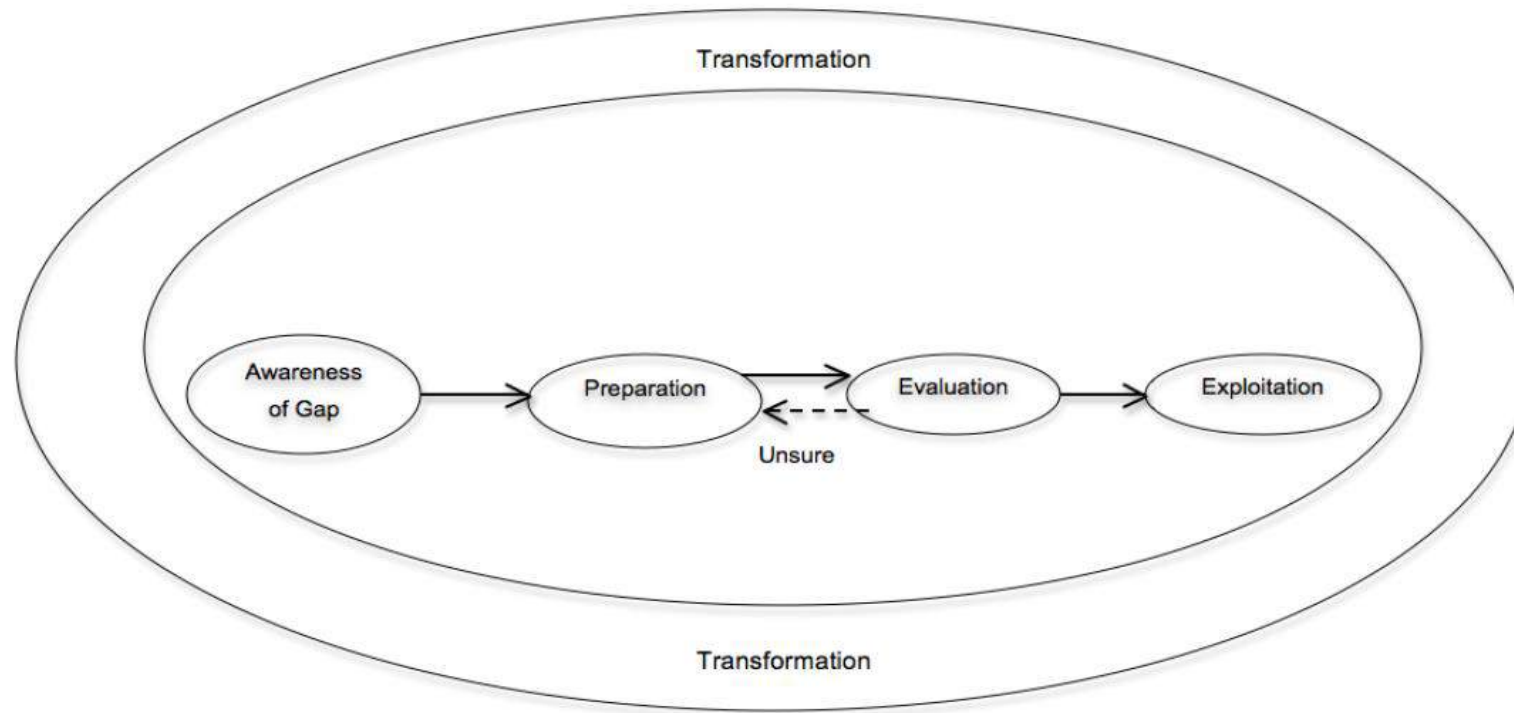 Transformation
Awareness
of Gap
Preparation
Evaluation
Exploitation
Unsure
Transformation